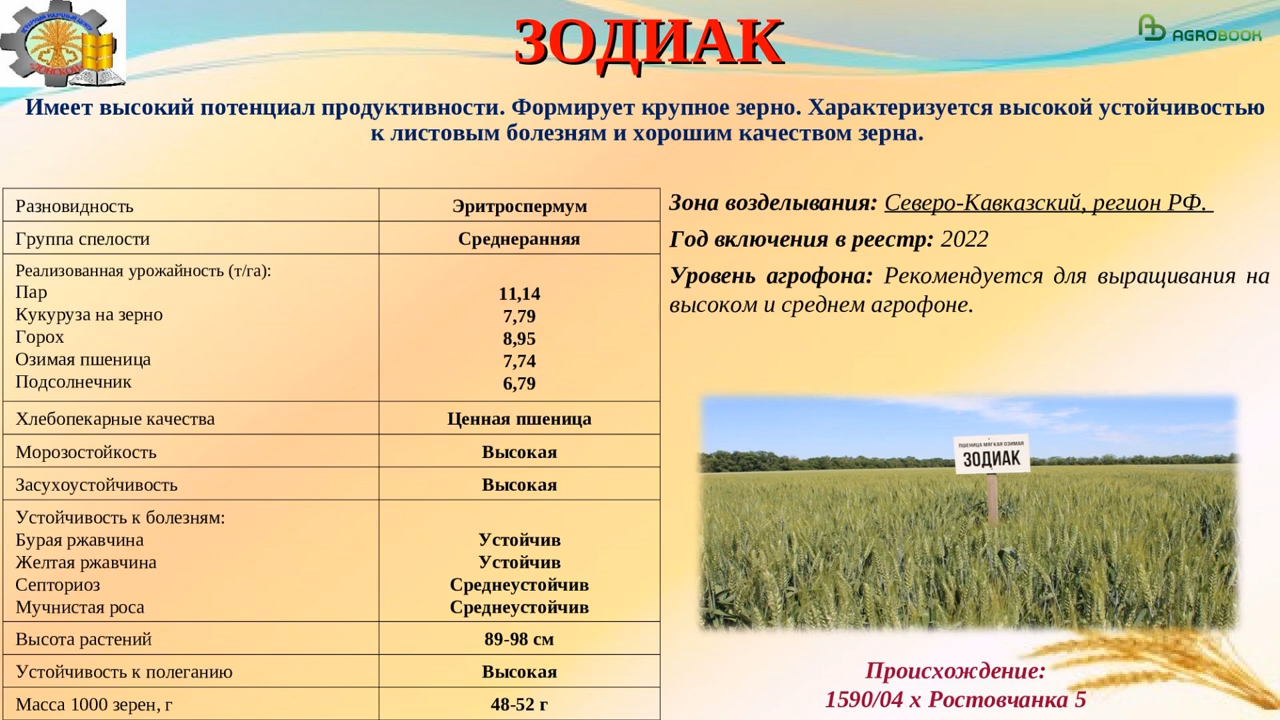 ЗОДИАК
AGROBOOK
ДОНСКОЙ
Имеет высокий потенциал продуктивности. Формирует крупное зерно. Характеризуется высокой устойчивостью
к листовым болезням и хорошим качеством зерна.
Разновидность Эритроспермум
Группа спелости Среднеранняя
Реализованная урожайность (т/га):
Пар 11,14
Кукуруза на зерно 7,79
Горох 8,95
Озимая пшеница 7,74
Подсолнечник 6,79
Хлебопекарные качества Ценная пшеница
Морозостойкость Высокая
Засухоустойчивость Высокая
Устойчивость к болезням:
Бурая ржавчина Устойчив
Желтая ржавчина Устойчив
Септориоз Среднеустойчив
Мучнистая роса Среднеустойчив
Высота растений 89-98 см
Устойчивость к полеганию Высокая
Масса 1000 зерен, г 48-52 г
Зона возделывания: Северо-Кавказский, регион РФ.
Год включения в реестр: 2022
Уровень агрофона: Рекомендуется для выращивания на
высоком и среднем агрофоне.
ПШЕНИЦА МЯГКАЯ ОЗИМАЯ
ЗОДИАК
Происхождение:
1590/04 х Ростовчанка 5